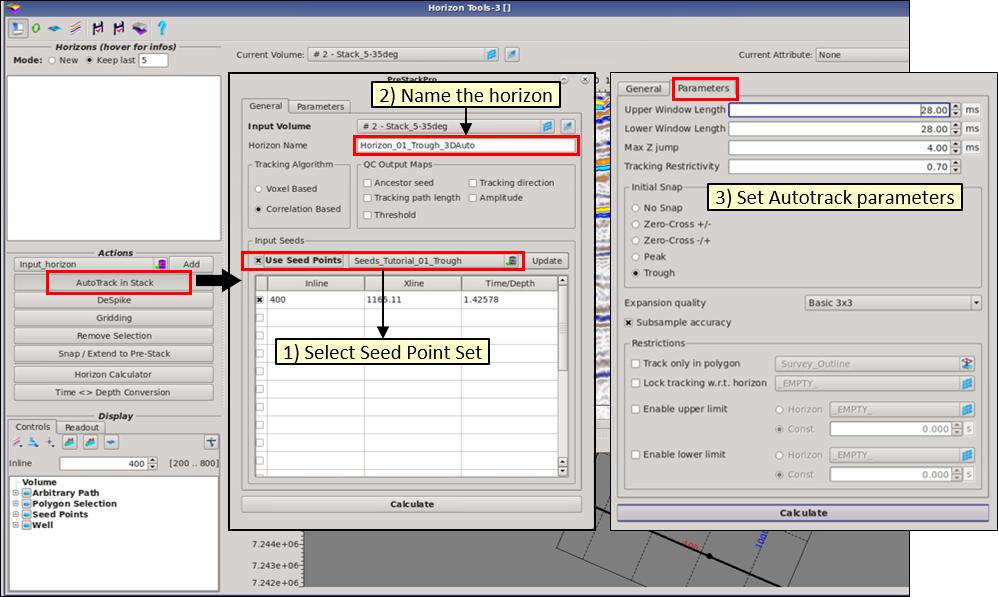 Horizon Tools-3 []
Horizons (hover for infos)
Mode: New Keep last 5
Current Volume: # 2 - Stack_5-35deg
Current Attribute: None
PreStackPro
General Parameters
2) Name the horizon
Input Volume # 2 - Stack_5-35deg
Horizon Name Horizon_01_Trough_3DAuto
Tracking Algorithm
Voxel Based
Correlation Based
QC Output Maps
Ancestor seed Tracking direction
Tracking path length Amplitude
Threshold
Input Seeds
Use Seed Points Seeds_Tutorial_01_Trough Update
Inline Xline Time/Depth
400 1165.11 1.42578
1) Select Seed Point Set
Calculate
General Parameters
Upper Window Length 28.00 ms
Lower Window Length 28.00 ms
Max Z jump 4.00 ms
Tracking Restrictivity 0.70
Initial Snap
3) Set Autotrack parameters
No Snap
Zero-Cross +/-
Zero-Cross -/+
Peak
Trough
Expansion quality Basic 3x3
Subsample accuracy
Restrictions
Track only in polygon Survey_Outline
Lock tracking w.r.t. horizon _EMPTY_
Enable upper limit Horizon _EMPTY_
Const 0.000 s
Enable lower limit Horizon _EMPTY_
Const 0.000 s
Calculate
Actions
Input_horizon Add
AutoTrack in Stack
DeSpike
Gridding
Remove Selection
Snap / Extend to Pre-Stack
Horizon Calculator
Time <> Depth Conversion
Display
Controls Readout
Inline 400 [200 .. 800]
Volume
Arbitrary Path
Polygon Selection
Seed Points
Well
7.244e+06
7.243e+06
7.242e+06
400
1000